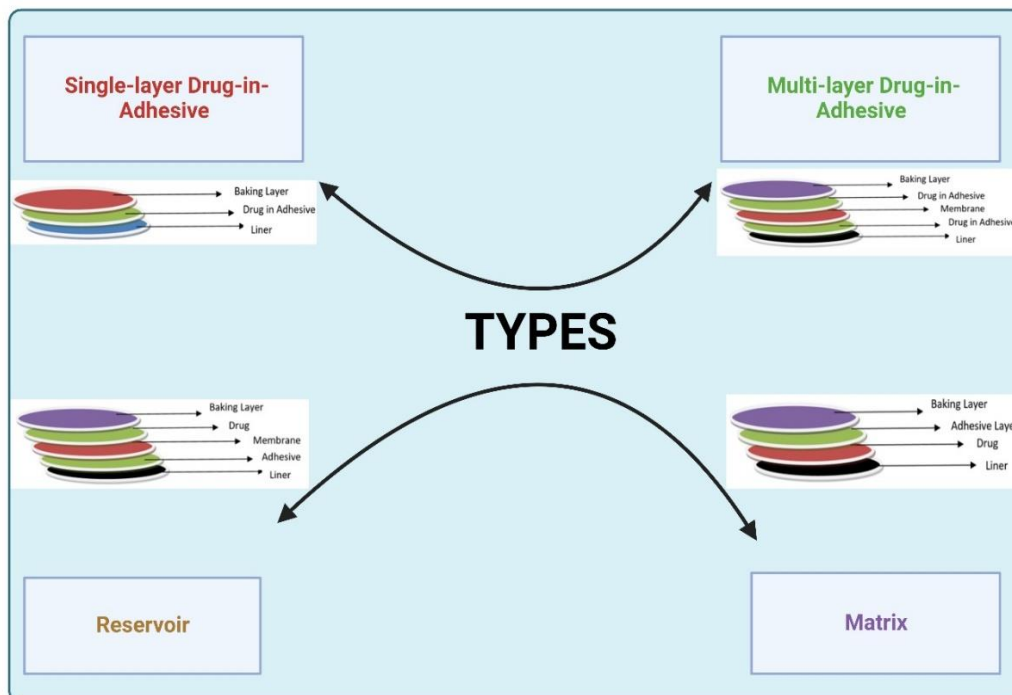 Single-layer Drug-in-
Adhesive
Baking Layer
Drug in Adhesive
Liner
Multi-layer Drug-in-
Adhesive
Baking Layer
Drug in Adhesive
Membrane
Drug in Adhesive
Liner
TYPES
Baking Layer
Drug
Membrane
Adhesive
Liner
Reservoir
Baking Layer
Adhesive Laye
Drug
Liner
Matrix